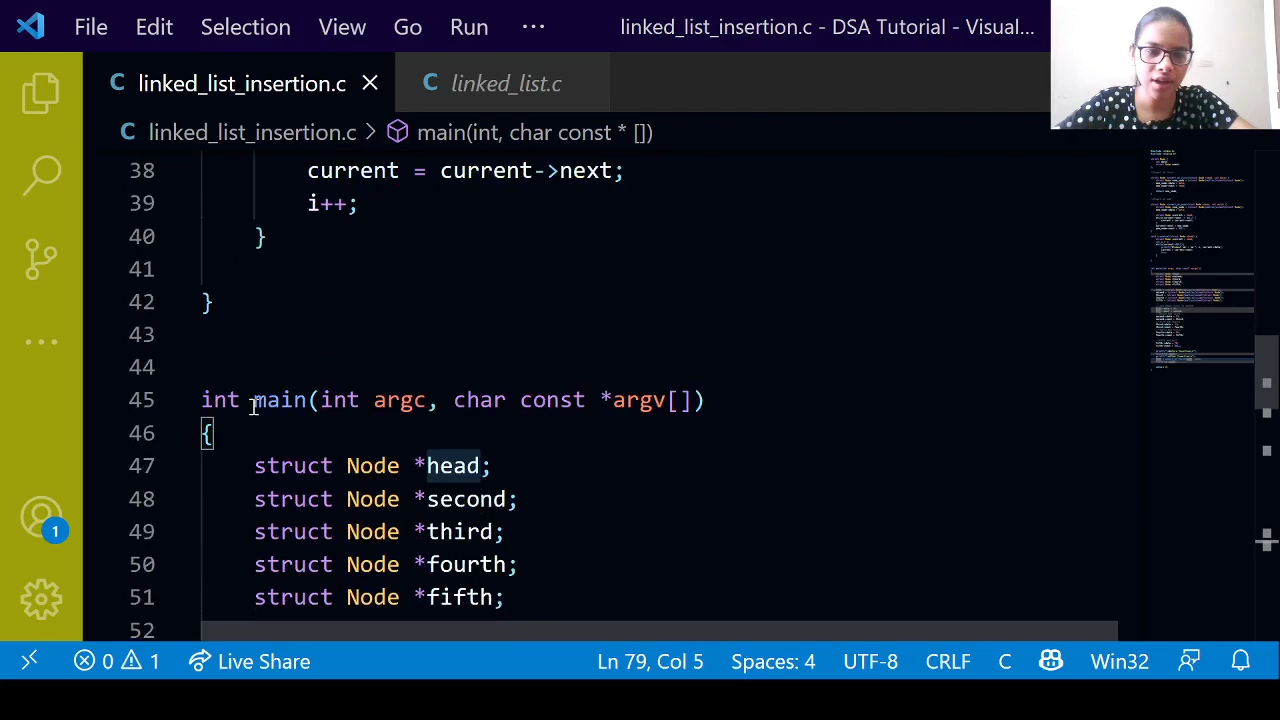 File Edit Selection View Go Run ··· linked_list_insertion.c - DSA Tutorial - Visual...
C linked_list_insertion.c × C linked_list.c
C linked_list_insertion.c > main(int, char const * [])
38 current = current->next;
39 i++;
40 }
41
42 }
43
44
45 int main(int argc, char const *argv[])
46 {
47 struct Node *head;
48 struct Node *second;
49 struct Node *third;
50 struct Node *fourth;
51 struct Node *fifth;
52
1
0 1 Live Share Ln 79, Col 5 Spaces: 4 UTF-8 CRLF C Win32